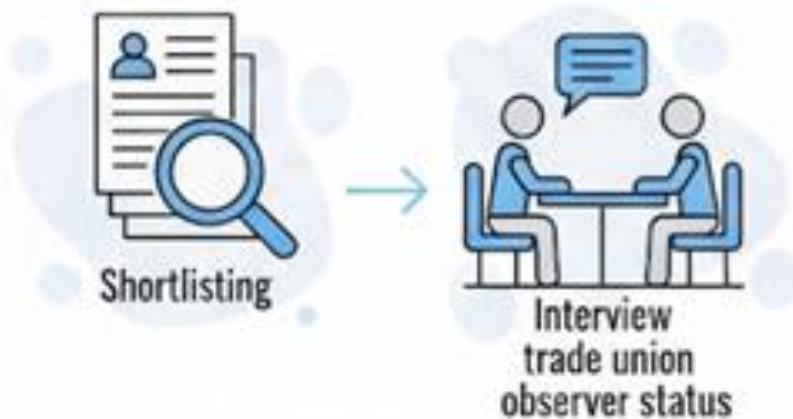 Shortlisting
Interview
trade union
observer status